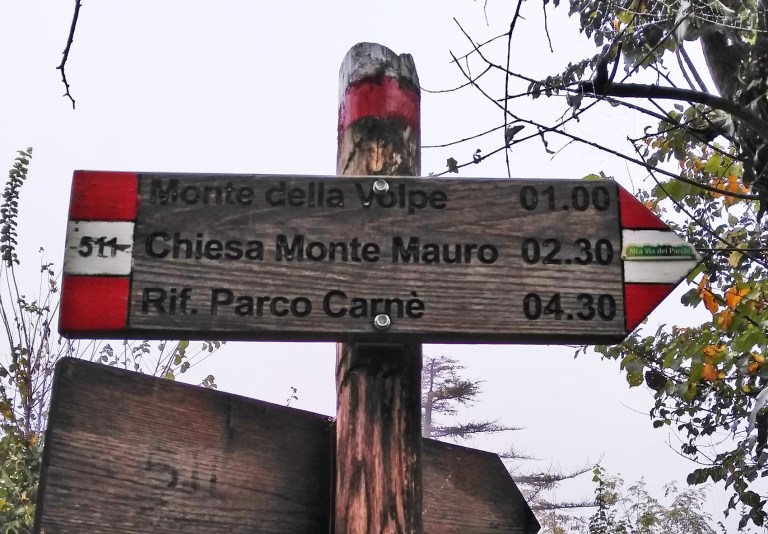 Monte della Volpe 01.00
511 Chiesa Monte Mauro 02.30 Alta Via dei Parchi
Rif. Parco Carnè 04.30
511